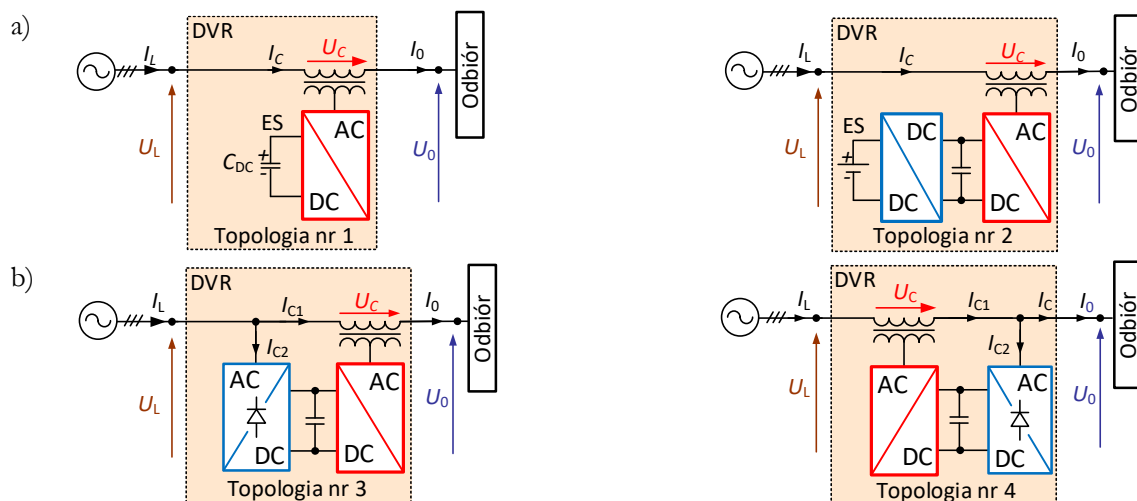 a)
DVR
I_L
I_C
U_C
I_0
Odbiór
ES
AC
C_DC
+
-
U_L
U_0
DC
Topologia nr 1
DVR
I_L
I_C
U_C
I_0
Odbiór
ES
DC
AC
+
-
U_L
U_0
DC
DC
Topologia nr 2
b)
DVR
I_L
I_C1
U_C
I_0
Odbiór
I_C2
AC
AC
U_L
U_0
DC
DC
Topologia nr 3
DVR
I_L
U_C
I_C1
I_C
I_0
Odbiór
I_C2
AC
AC
U_L
U_0
DC
DC
Topologia nr 4